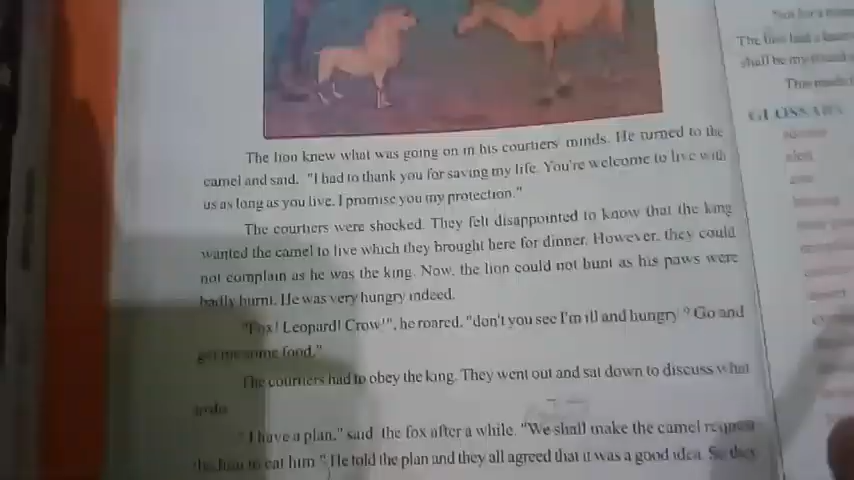 The lion knew what was going on in his courtiers' minds. He turned to the
camel and said, "I had to thank you for saving my life. You're welcome to live with
us as long as you live. I promise you my protection."
The courtiers were shocked. They felt disappointed to know that the king
wanted the camel to live which they brought here for dinner. However, they could
not complain as he was the king. Now, the lion could not hunt as his paws were
badly burnt. He was very hungry indeed.
"Fox! Leopard! Crow!", he roared, "don't you see I'm ill and hungry ? Go and
get me some food."
The courtiers had to obey the king. They went out and sat down to discuss what
" I have a plan," said the fox after a while. "We shall make the camel request
the lion to eat him." He told the plan and they all agreed that it was a good idea. So they
The lion had a
shall be my
GLOSSARY